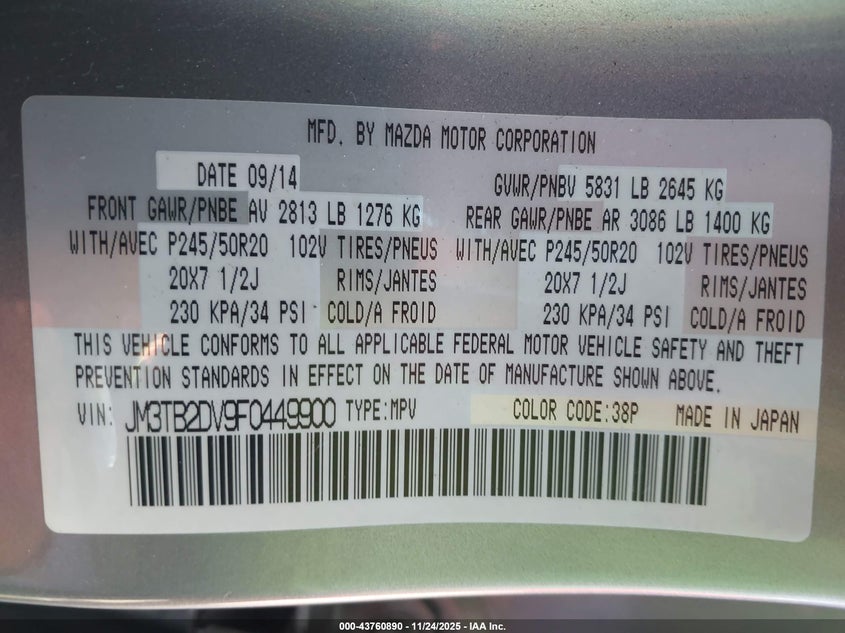 MFD. BY MAZDA MOTOR CORPORATION
DATE 09/14 GVWR/PNBV 5831 LB 2645 KG
FRONT GAWR/PNBE AV 2813 LB 1276 KG REAR GAWR/PNBE AR 3086 LB 1400 KG
WITH/AVEC P245/50R20 102V TIRES/PNEUS WITH/AVEC P245/50R20 102V TIRES/PNEUS
20X7 1/2J RIMS/JANTES 20X7 1/2J RIMS/JANTES
230 KPA/34 PSI COLD/A FROID 230 KPA/34 PSI COLD/A FROID
THIS VEHICLE CONFORMS TO ALL APPLICABLE FEDERAL MOTOR VEHICLE SAFETY AND THEFT
PREVENTION STANDARDS IN EFFECT ON THE DATE OF MANUFACTURE SHOWN ABOVE.
VIN: JM3TB2DV9F0449900 TYPE:MPV COLOR CODE:38P MADE IN JAPAN
000-43760890 - 11/24/2025 - IAA Inc.